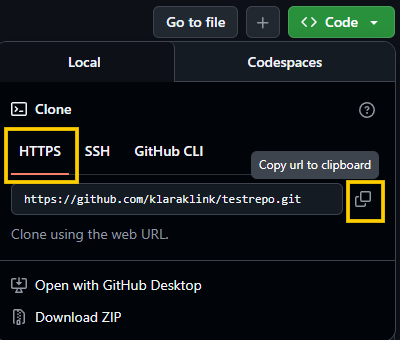 Go to file + <> Code
Local Codespaces
Clone
HTTPS SSH GitHub CLI
Copy url to clipboard
https://github.com/klaraklink/testrepo.git
Clone using the web URL.
Open with GitHub Desktop
Download ZIP